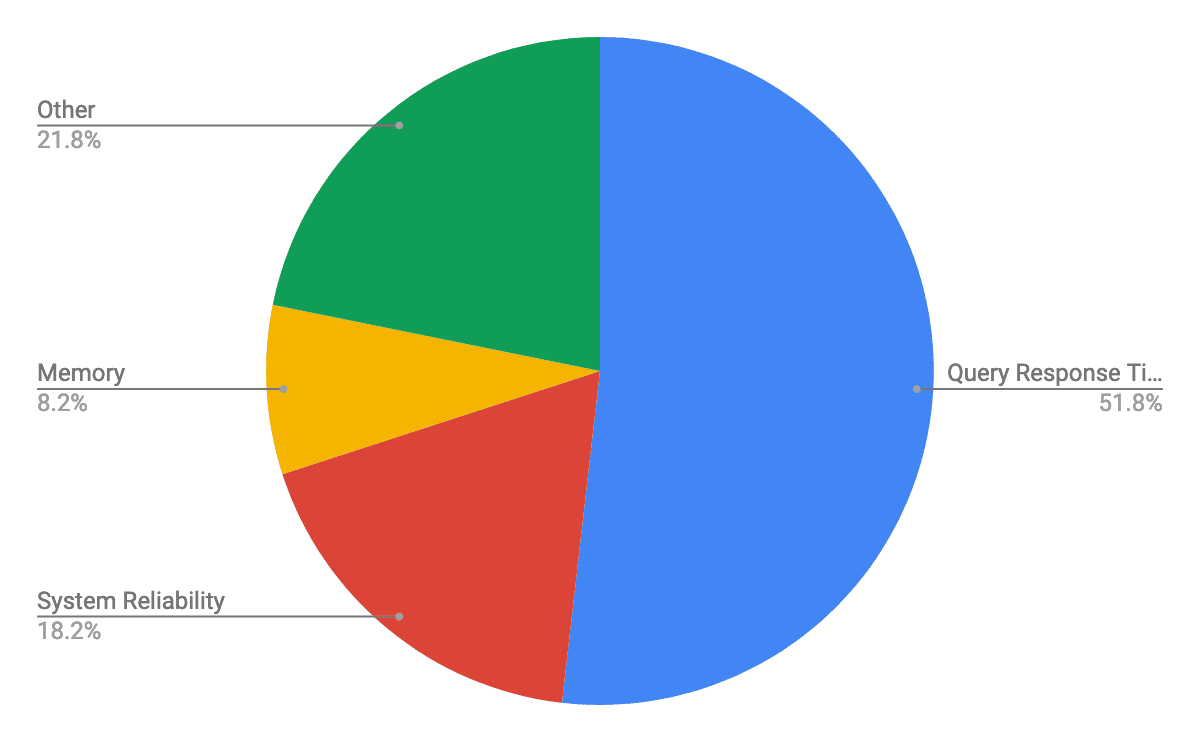 Other
21.8%
Memory
8.2%
Query Response Ti...
51.8%
System Reliability
18.2%